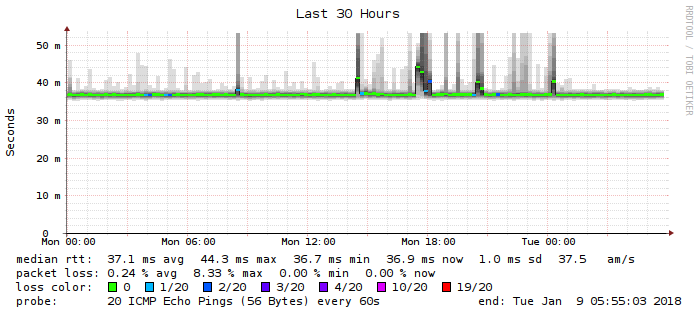 Last 30 Hours
RRDTOOL / TOBI OETIKER
Seconds
50 m
40 m
30 m
20 m
10 m
0
Mon 00:00 Mon 06:00 Mon 12:00 Mon 18:00 Tue 00:00
median rtt: 37.1 ms avg 44.3 ms max 36.7 ms min 36.9 ms now 1.0 ms sd 37.5 am/s
packet loss: 0.24 % avg 8.33 % max 0.00 % min 0.00 % now
loss color: 0 1/20 2/20 3/20 4/20 10/20 19/20
probe: 20 ICMP Echo Pings (56 Bytes) every 60s end: Tue Jan 9 05:55:03 2018